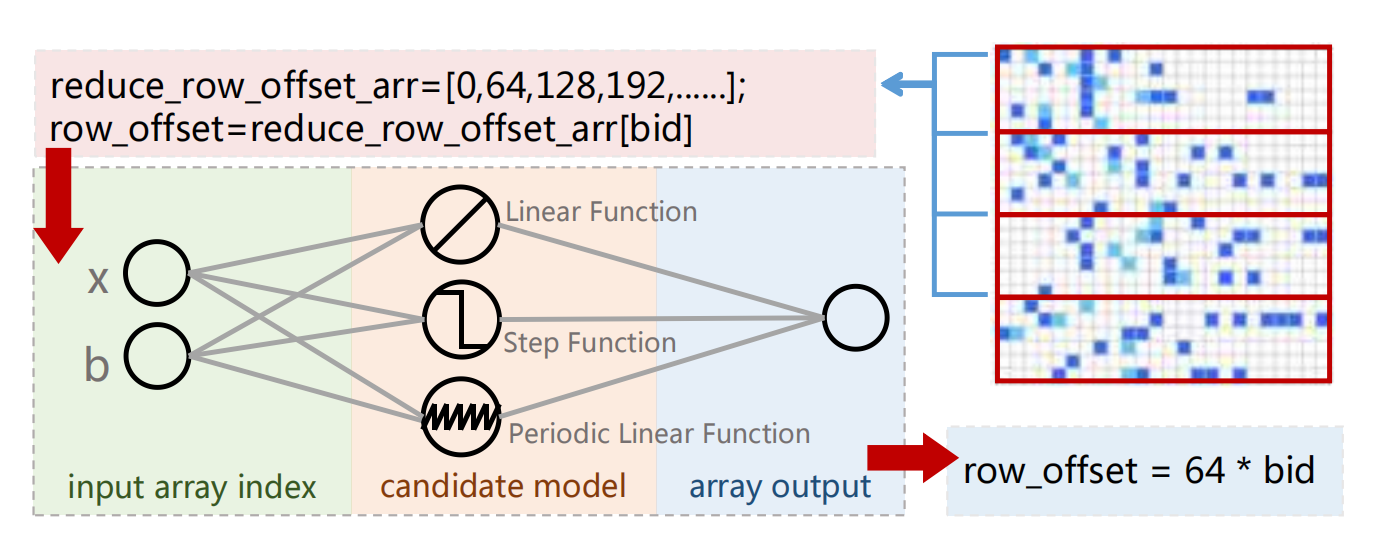 reduce_row_offset_arr=[0,64,128,192,......];
row_offset=reduce_row_offset_arr[bid]
Linear Function
x
Step Function
b
Periodic Linear Function
input array index
candidate model
array output
row_offset = 64 * bid